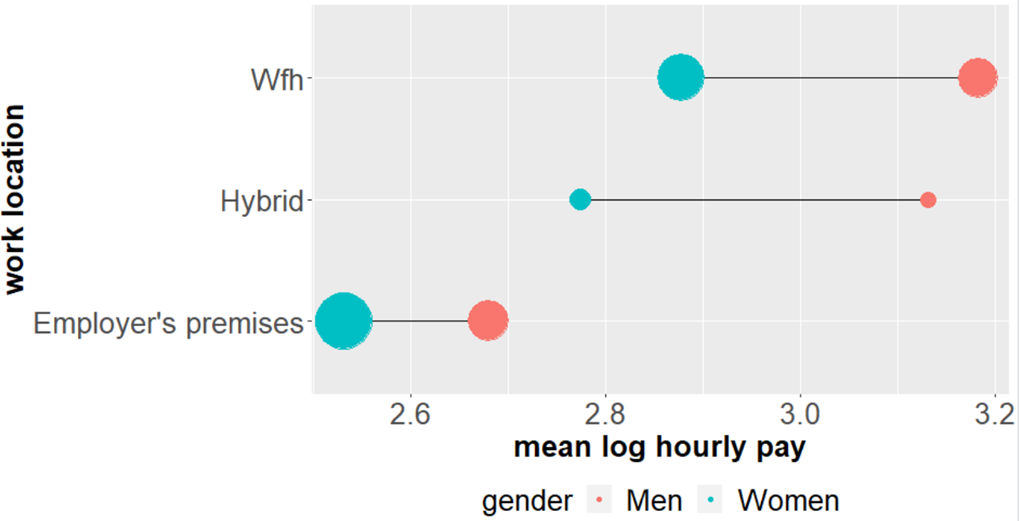 work location
Wfh
Hybrid
Employer's premises
2.6 2.8 3.0 3.2
mean log hourly pay
gender Men Women